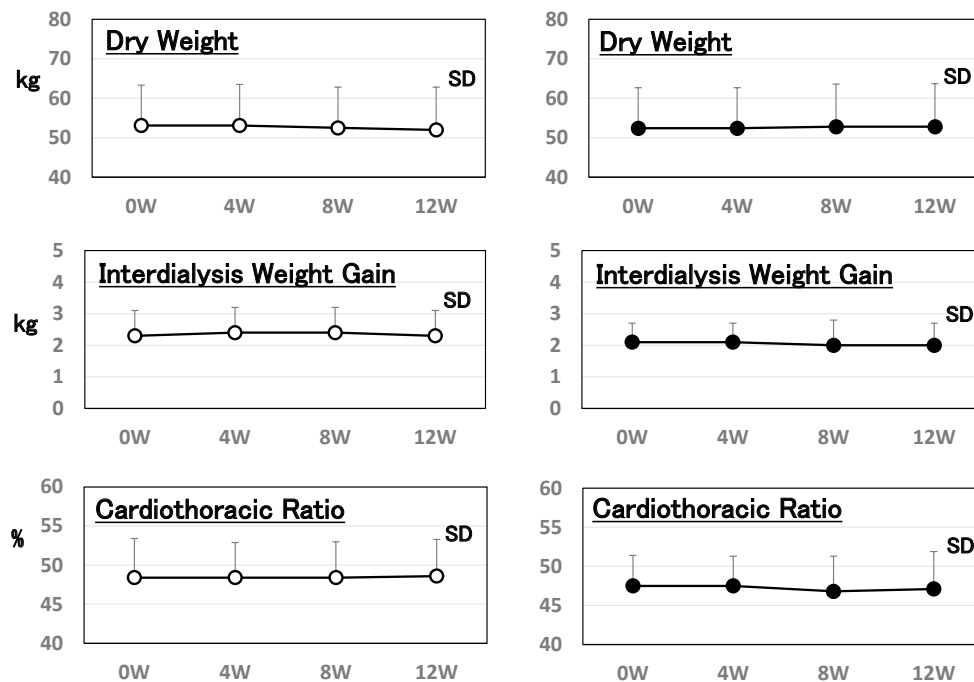 80
Dry Weight
70
kg
SD
60
50
40
0W 4W 8W 12W
80
Dry Weight
70
SD
60
50
40
0W 4W 8W 12W
5
Interdialysis Weight Gain
4
SD
3
kg
2
1
0
0W 4W 8W 12W
5
Interdialysis Weight Gain
4
SD
3
2
1
0
0W 4W 8W 12W
60
Cardiothoracic Ratio
55
%
SD
50
45
40
0W 4W 8W 12W
60
Cardiothoracic Ratio
55
SD
50
45
40
0W 4W 8W 12W